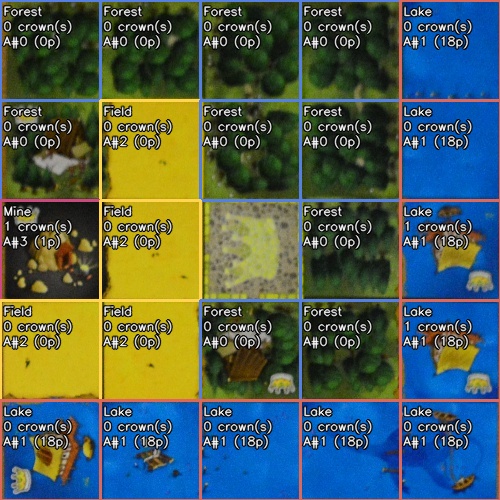 Forest
0 crown(s)
A#0 (0p)
Forest
0 crown(s)
A#0 (0p)
Forest
0 crown(s)
A#0 (0p)
Forest
0 crown(s)
A#0 (0p)
Lake
0 crown(s)
A#1 (18p)
Forest
0 crown(s)
A#0 (0p)
Field
0 crown(s)
A#2 (0p)
Forest
0 crown(s)
A#0 (0p)
Forest
0 crown(s)
A#0 (0p)
Lake
0 crown(s)
A#1 (18p)
Mine
1 crown(s)
A#3 (1p)
Field
0 crown(s)
A#2 (0p)
Forest
0 crown(s)
A#0 (0p)
Lake
1 crown(s)
A#1 (18p)
Field
0 crown(s)
A#2 (0p)
Field
0 crown(s)
A#2 (0p)
Forest
0 crown(s)
A#0 (0p)
Forest
0 crown(s)
A#0 (0p)
Lake
1 crown(s)
A#1 (18p)
Lake
0 crown(s)
A#1 (18p)
Lake
0 crown(s)
A#1 (18p)
Lake
0 crown(s)
A#1 (18p)
Lake
0 crown(s)
A#1 (18p)
Lake
0 crown(s)
A#1 (18p)